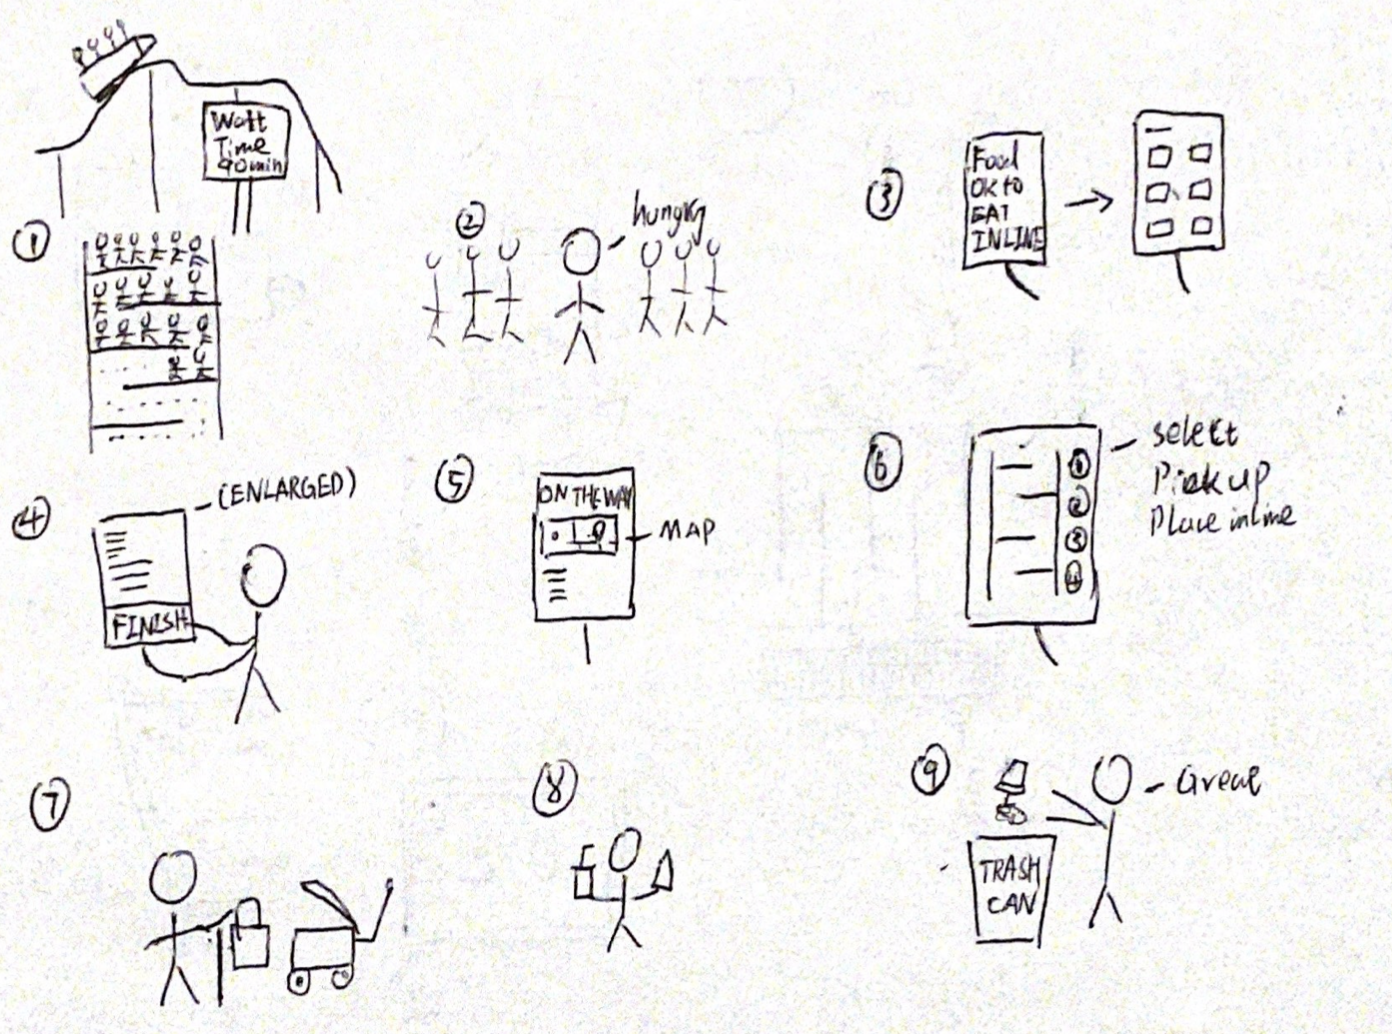 Wait
Time
90min
①
②
hungry
③
Food
OK to
EAT
INLINE
④
(ENLARGED)
FINISH
⑤
ON THE WAY
MAP
⑥
①
②
③
④
select
Pick up
Place inline
⑦
⑧
⑨
Great
TRASH
CAN